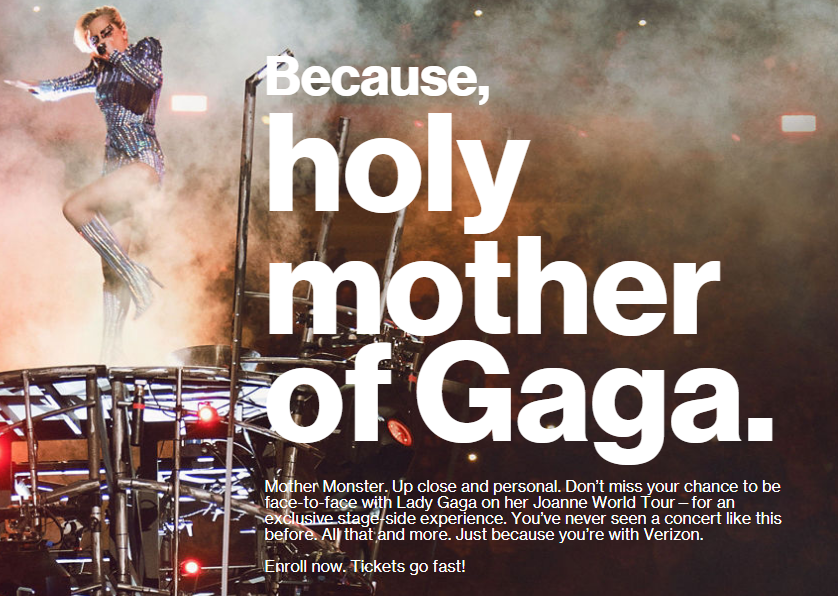 Because,
holy
mother
of Gaga.
Mother Monster. Up close and personal. Don't miss your chance to be
face-to-face with Lady Gaga on her Joanne World Tour – for an
exclusive stage-side experience. You've never seen a concert like this
before. All that and more. Just because you're with Verizon.
Enroll now. Tickets go fast!